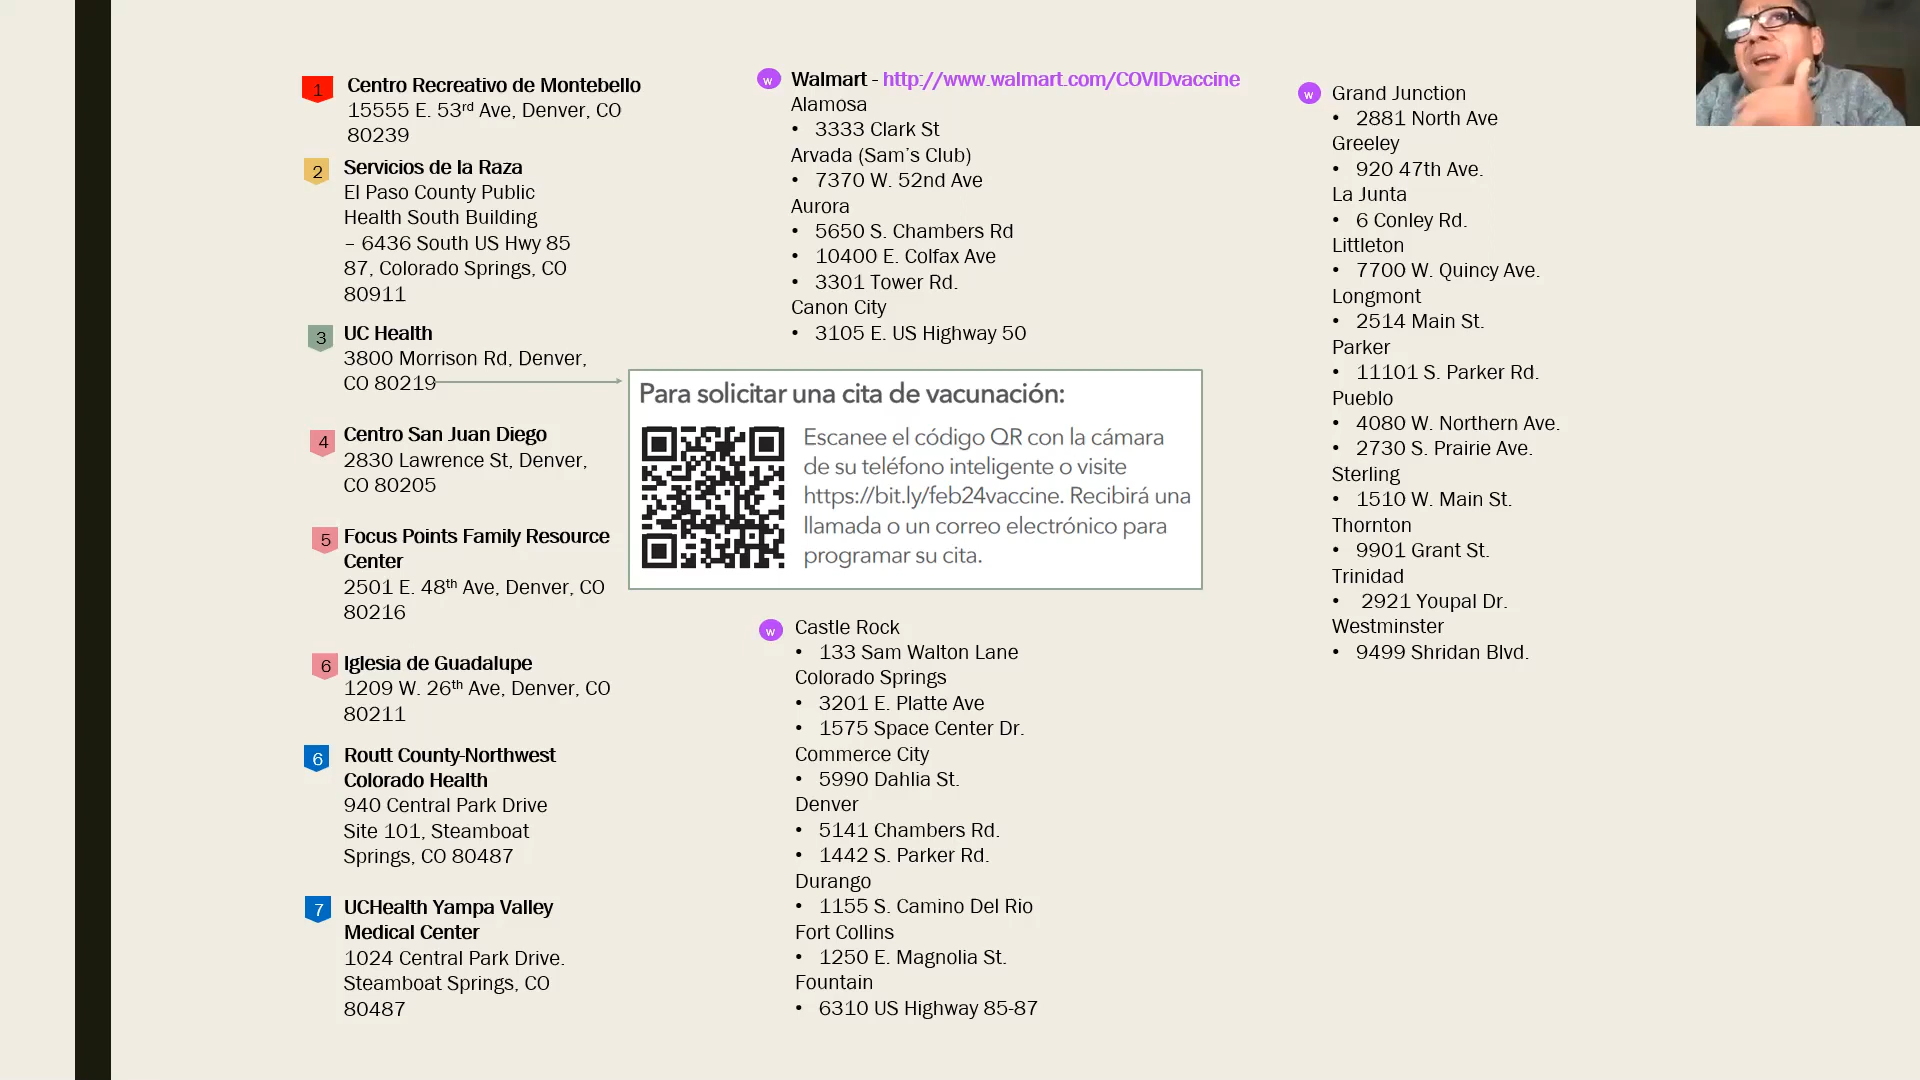 1
Centro Recreativo de Montebello
15555 E. 53rd Ave, Denver, CO
80239
2
Servicios de la Raza
El Paso County Public
Health South Building
– 6436 South US Hwy 85
87, Colorado Springs, CO
80911
3
UC Health
3800 Morrison Rd, Denver,
CO 80219
4
Centro San Juan Diego
2830 Lawrence St, Denver,
CO 80205
5
Focus Points Family Resource
Center
2501 E. 48th Ave, Denver, CO
80216
6
Iglesia de Guadalupe
1209 W. 26th Ave, Denver, CO
80211
6
Routt County-Northwest
Colorado Health
940 Central Park Drive
Site 101, Steamboat
Springs, CO 80487
7
UCHealth Yampa Valley
Medical Center
1024 Central Park Drive.
Steamboat Springs, CO
80487
w
Walmart - http://www.walmart.com/COVIDvaccine
Alamosa
• 3333 Clark St
Arvada (Sam's Club)
• 7370 W. 52nd Ave
Aurora
• 5650 S. Chambers Rd
• 10400 E. Colfax Ave
• 3301 Tower Rd.
Canon City
• 3105 E. US Highway 50
Para solicitar una cita de vacunación:
Escanee el código QR con la cámara
de su teléfono inteligente o visite
https://bit.ly/feb24vaccine. Recibirá una
llamada o un correo electrónico para
programar su cita.
w
Castle Rock
• 133 Sam Walton Lane
Colorado Springs
• 3201 E. Platte Ave
• 1575 Space Center Dr.
Commerce City
• 5990 Dahlia St.
Denver
• 5141 Chambers Rd.
• 1442 S. Parker Rd.
Durango
• 1155 S. Camino Del Rio
Fort Collins
• 1250 E. Magnolia St.
Fountain
• 6310 US Highway 85-87
w
Grand Junction
• 2881 North Ave
Greeley
• 920 47th Ave.
La Junta
• 6 Conley Rd.
Littleton
• 7700 W. Quincy Ave.
Longmont
• 2514 Main St.
Parker
• 11101 S. Parker Rd.
Pueblo
• 4080 W. Northern Ave.
• 2730 S. Prairie Ave.
Sterling
• 1510 W. Main St.
Thornton
• 9901 Grant St.
Trinidad
• 2921 Youpal Dr.
Westminster
• 9499 Shridan Blvd.